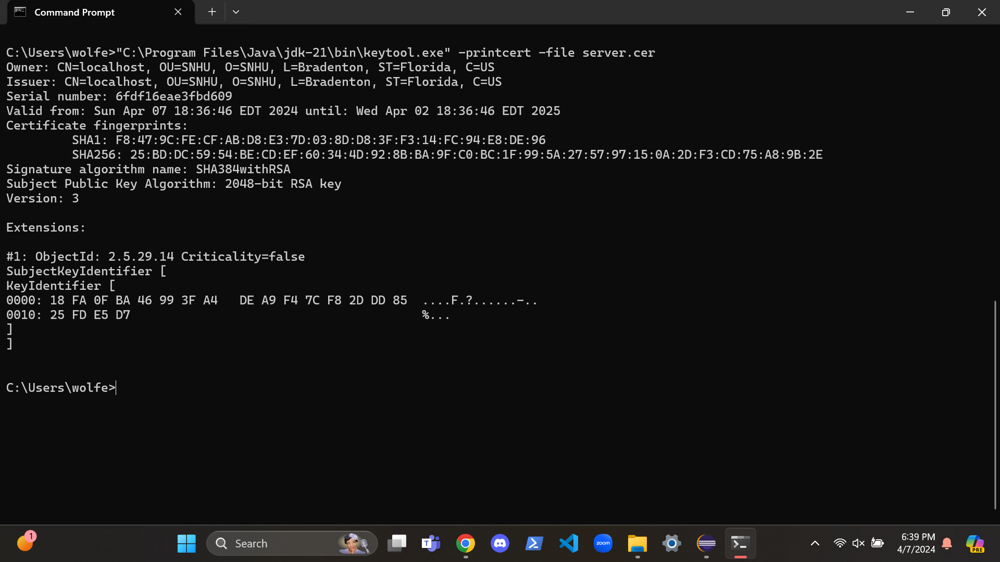 Command Prompt
C:\Users\wolfe>"C:\Program Files\Java\jdk-21\bin\keytool.exe" -printcert -file server.cer
Owner: CN=localhost, OU=SNHU, O=SNHU, L=Bradenton, ST=Florida, C=US
Issuer: CN=localhost, OU=SNHU, O=SNHU, L=Bradenton, ST=Florida, C=US
Serial number: 6fdf16eae3fbd609
Valid from: Sun Apr 07 18:36:46 EDT 2024 until: Wed Apr 02 18:36:46 EDT 2025
Certificate fingerprints:
         SHA1: F8:47:9C:FE:CF:AB:D8:E3:7D:03:8D:D8:3F:F3:14:FC:94:E8:DE:96
         SHA256: 25:BD:DC:59:54:BE:CD:EF:60:34:4D:92:8B:BA:9F:C0:BC:1F:99:5A:27:57:97:15:0A:2D:F3:CD:75:A8:9B:2E
Signature algorithm name: SHA384withRSA
Subject Public Key Algorithm: 2048-bit RSA key
Version: 3
Extensions:
#1: ObjectId: 2.5.29.14 Criticality=false
SubjectKeyIdentifier [
KeyIdentifier [
0000: 18 FA 0F BA 46 99 3F A4   DE A9 F4 7C F8 2D DD 85  ....F.?......-..
0010: 25 FD E5 D7                                        %...
]
]
C:\Users\wolfe>
1
Search
T
zoom
6:39 PM
4/7/2024
PRE